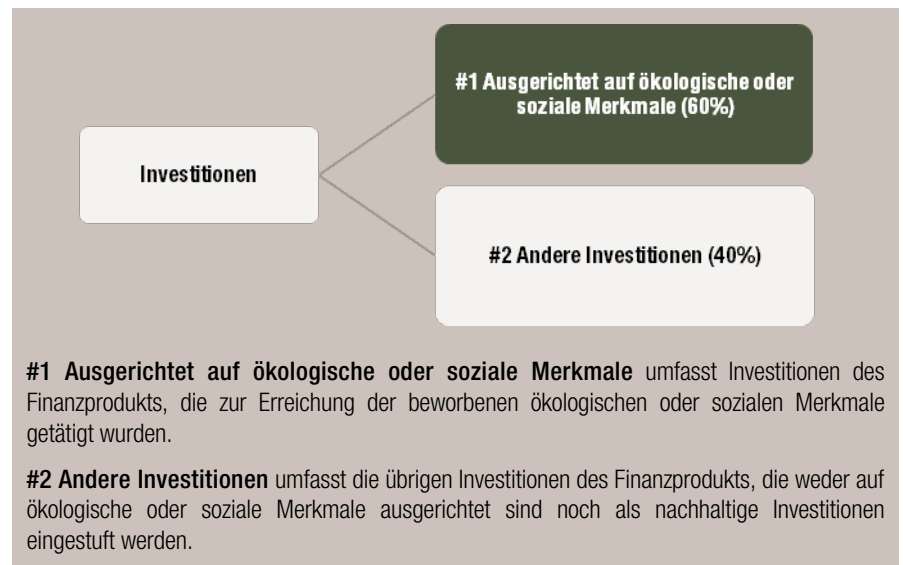 #1 Ausgerichtet auf ökologische oder
soziale Merkmale (60%)
Investitionen
#2 Andere Investitionen (40%)
#1 Ausgerichtet auf ökologische oder soziale Merkmale umfasst Investitionen des
Finanzprodukts, die zur Erreichung der beworbenen ökologischen oder sozialen Merkmale
getätigt wurden.
#2 Andere Investitionen umfasst die übrigen Investitionen des Finanzprodukts, die weder auf
ökologische oder soziale Merkmale ausgerichtet sind noch als nachhaltige Investitionen
eingestuft werden.